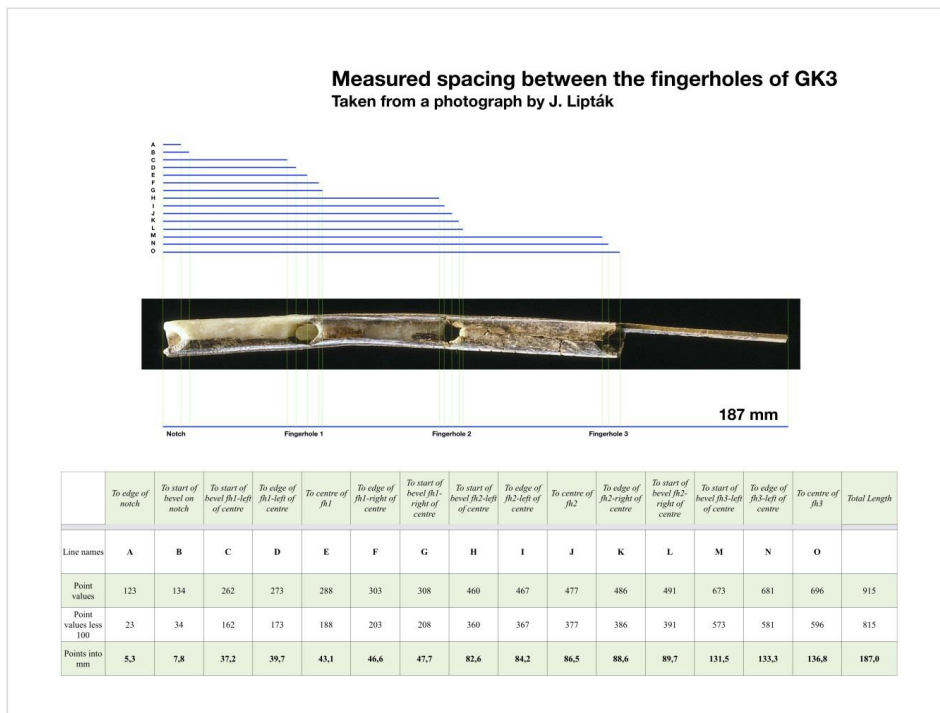 Measured spacing between the fingerholes of GK3
Taken from a photograph by J. Lipták
A
B
C
D
E
F
G
H
I
J
K
L
M
N
O
187 mm
Notch Fingerhole 1 Fingerhole 2 Fingerhole 3
To edge of notch To start of bevel on notch To start of bevel fh1-left of centre To edge of fh1-left of centre To centre of fh1 To edge of fh1-right of centre To start of bevel fh1-right of centre To start of bevel fh2-left of centre To edge of fh2-left of centre To centre of fh2 To edge of fh2-right of centre To start of bevel fh2-right of centre To start of bevel fh3-left of centre To edge of fh3-left of centre To centre of fh3 Total Length
Line names A B C D E F G H I J K L M N O
Point values 123 134 262 273 288 303 308 460 467 477 486 491 673 681 696 915
Point values less 100 23 34 162 173 188 203 208 360 367 377 386 391 573 581 596 815
Points into mm 5,3 7,8 37,2 39,7 43,1 46,6 47,7 82,6 84,2 86,5 88,6 89,7 131,5 133,3 136,8 187,0